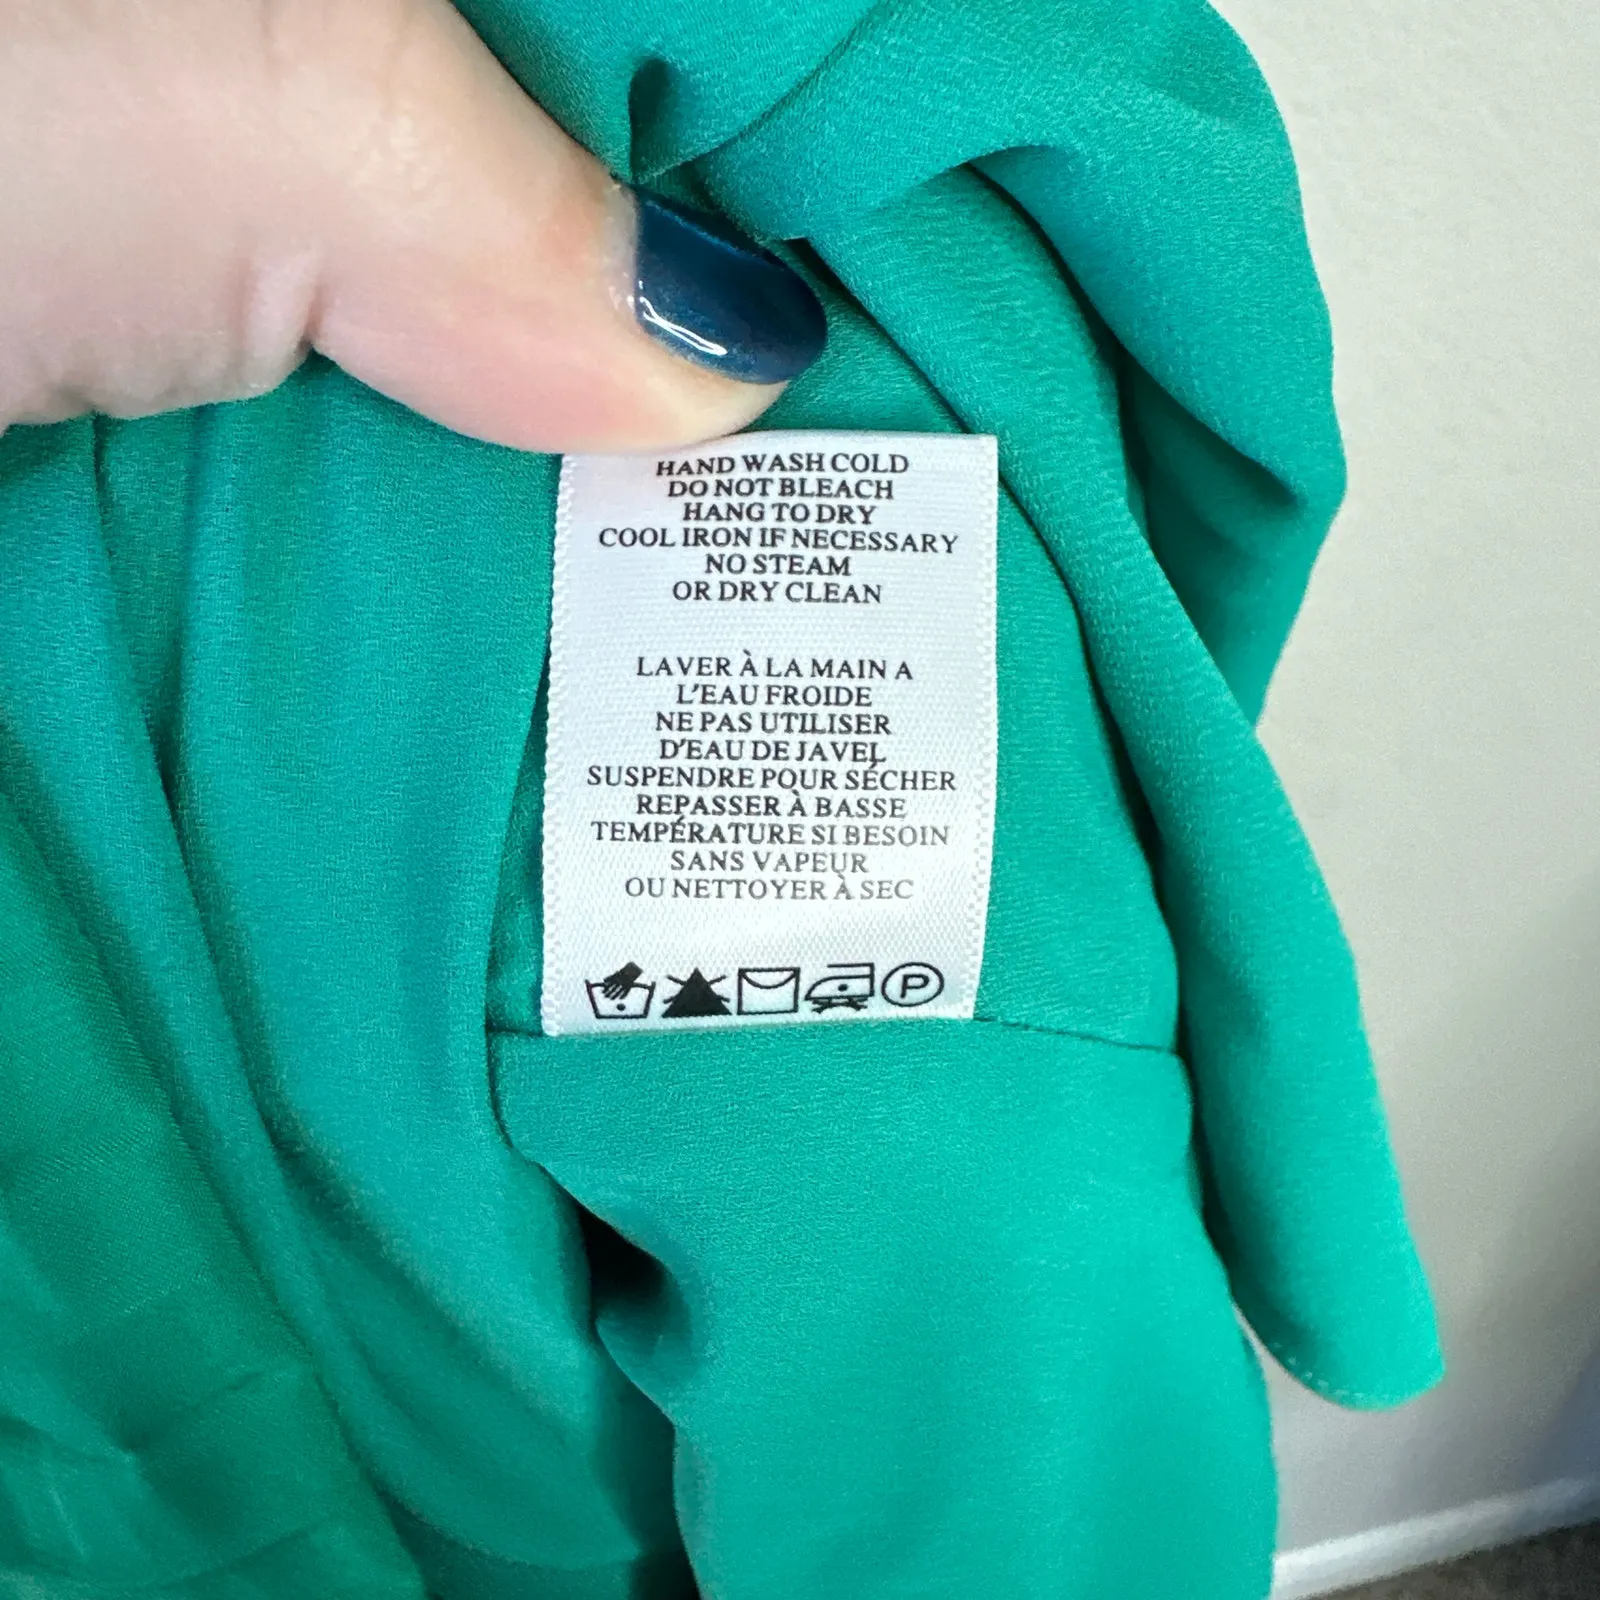 HAND WASH COLD
DO NOT BLEACH
HANG TO DRY
COOL IRON IF NECESSARY
NO STEAM
OR DRY CLEAN
LAVER À LA MAIN A
L'EAU FROIDE
NE PAS UTILISER
D'EAU DE JAVEL
SUSPENDRE POUR SÉCHER
REPASSER À BASSE
TEMPÉRATURE SI BESOIN
SANS VAPEUR
OU NETTOYER À SEC
P